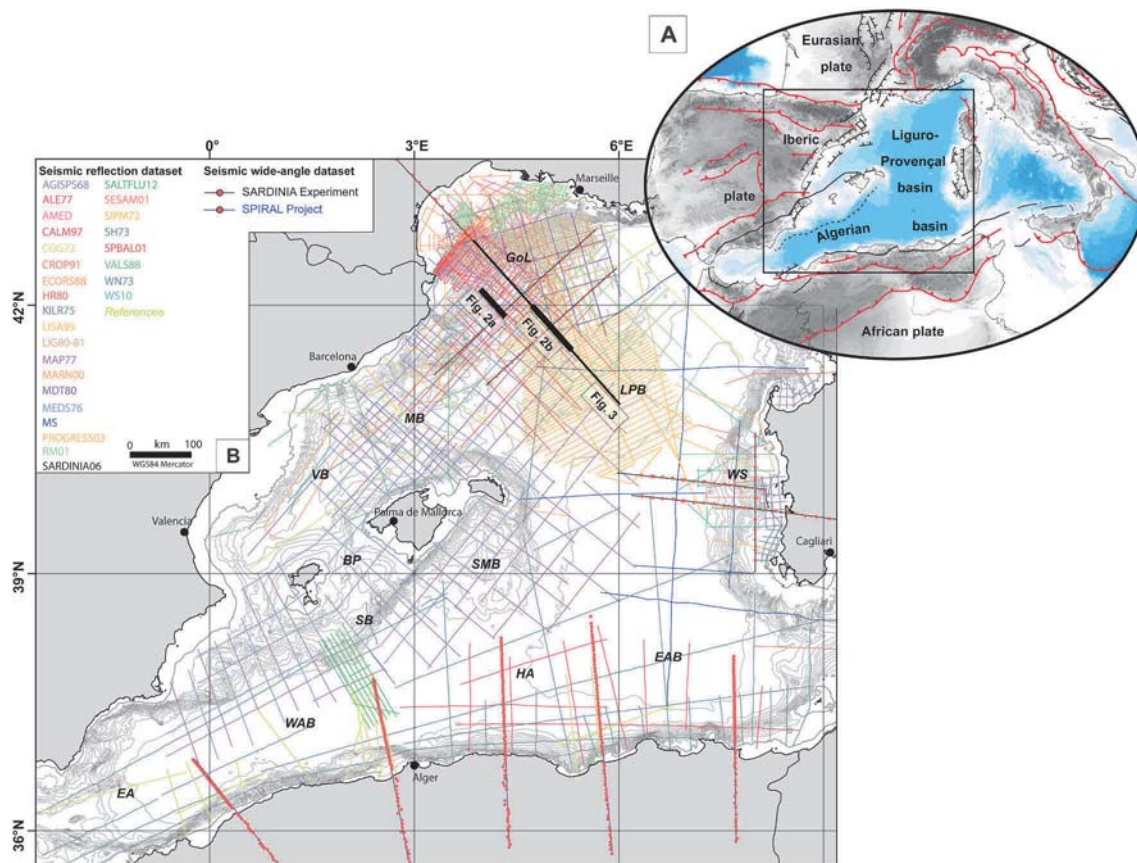 A
Eurasian
plate
Iberic
plate
Liguro-
Provençal
basin
Algerian
basin
African plate
0°
3°E
6°E
Seismic reflection dataset
Seismic wide-angle dataset
AGISPS68
SALTFLU12
SARDINIA Experiment
ALE77
SESAM01
SPIRAL Project
AMED
SIPM72
CALM97
SH73
CGG72
SPBAL01
CROP91
VALS88
ECORS88
WN73
HR80
WS10
KILR75
References
LISA95
LIG80-81
MAP77
MARN00
MDT80
MEDS76
MS
PROGRES03
RM01
SARDINIA06
0 km 100
WGS84 Mercator
B
Marseille
GoL
42°N
Fig. 2a
Fig. 2b
Fig. 3
Barcelona
LPB
MB
VB
WS
Valencia
Palma de Mallorca
Cagliari
39°N
BP
SMB
SB
EAB
HA
WAB
Alger
EA
36°N